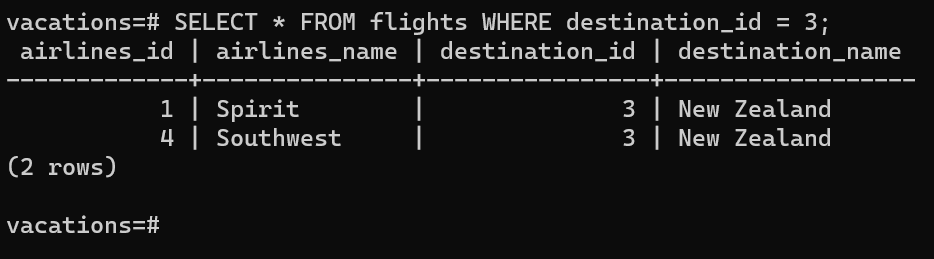 vacations=# SELECT * FROM flights WHERE destination_id = 3;
 airlines_id | airlines_name | destination_id | destination_name
-------------+---------------+----------------+------------------
           1 | Spirit        |              3 | New Zealand
           4 | Southwest     |              3 | New Zealand
(2 rows)

vacations=#